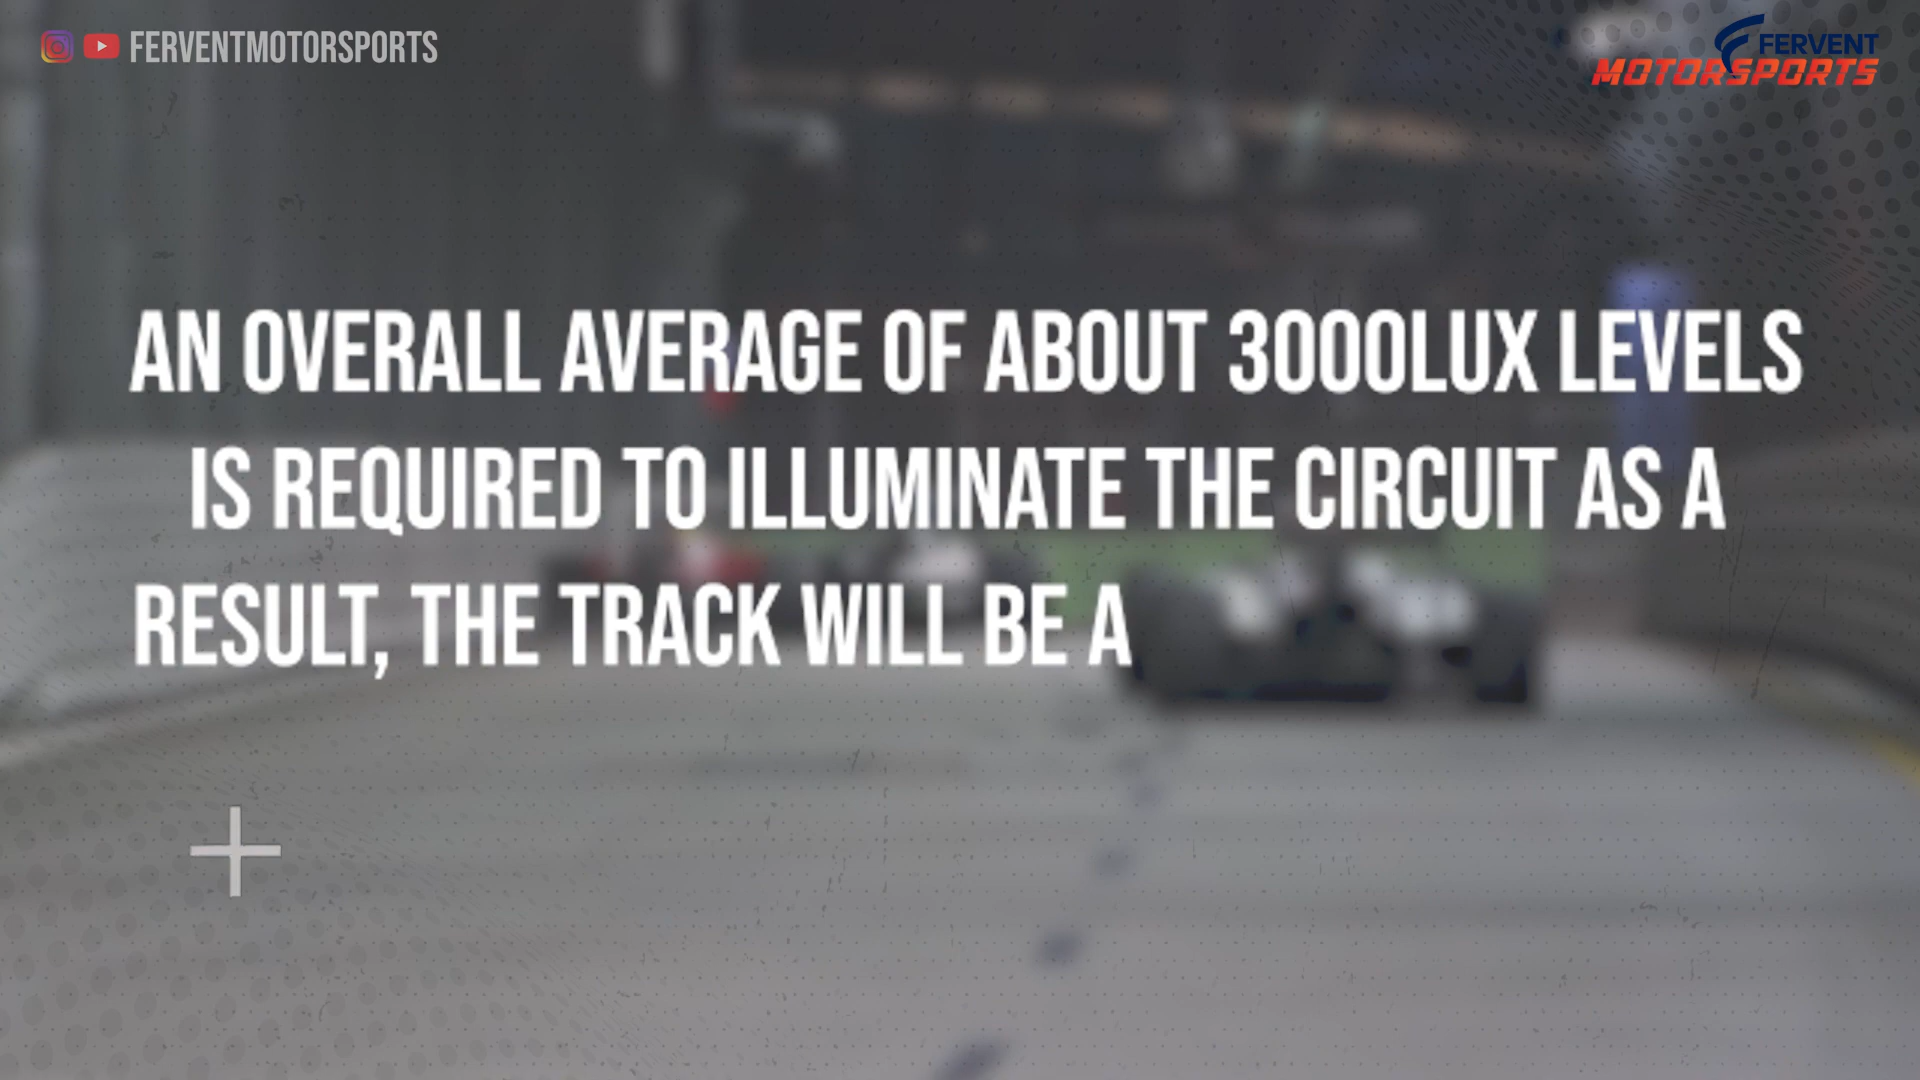 FERVENTMOTORSPORTS
FERVENT
MOTORSPORTS
AN OVERALL AVERAGE OF ABOUT 3000LUX LEVELS
IS REQUIRED TO ILLUMINATE THE CIRCUIT AS A
RESULT, THE TRACK WILL BE A